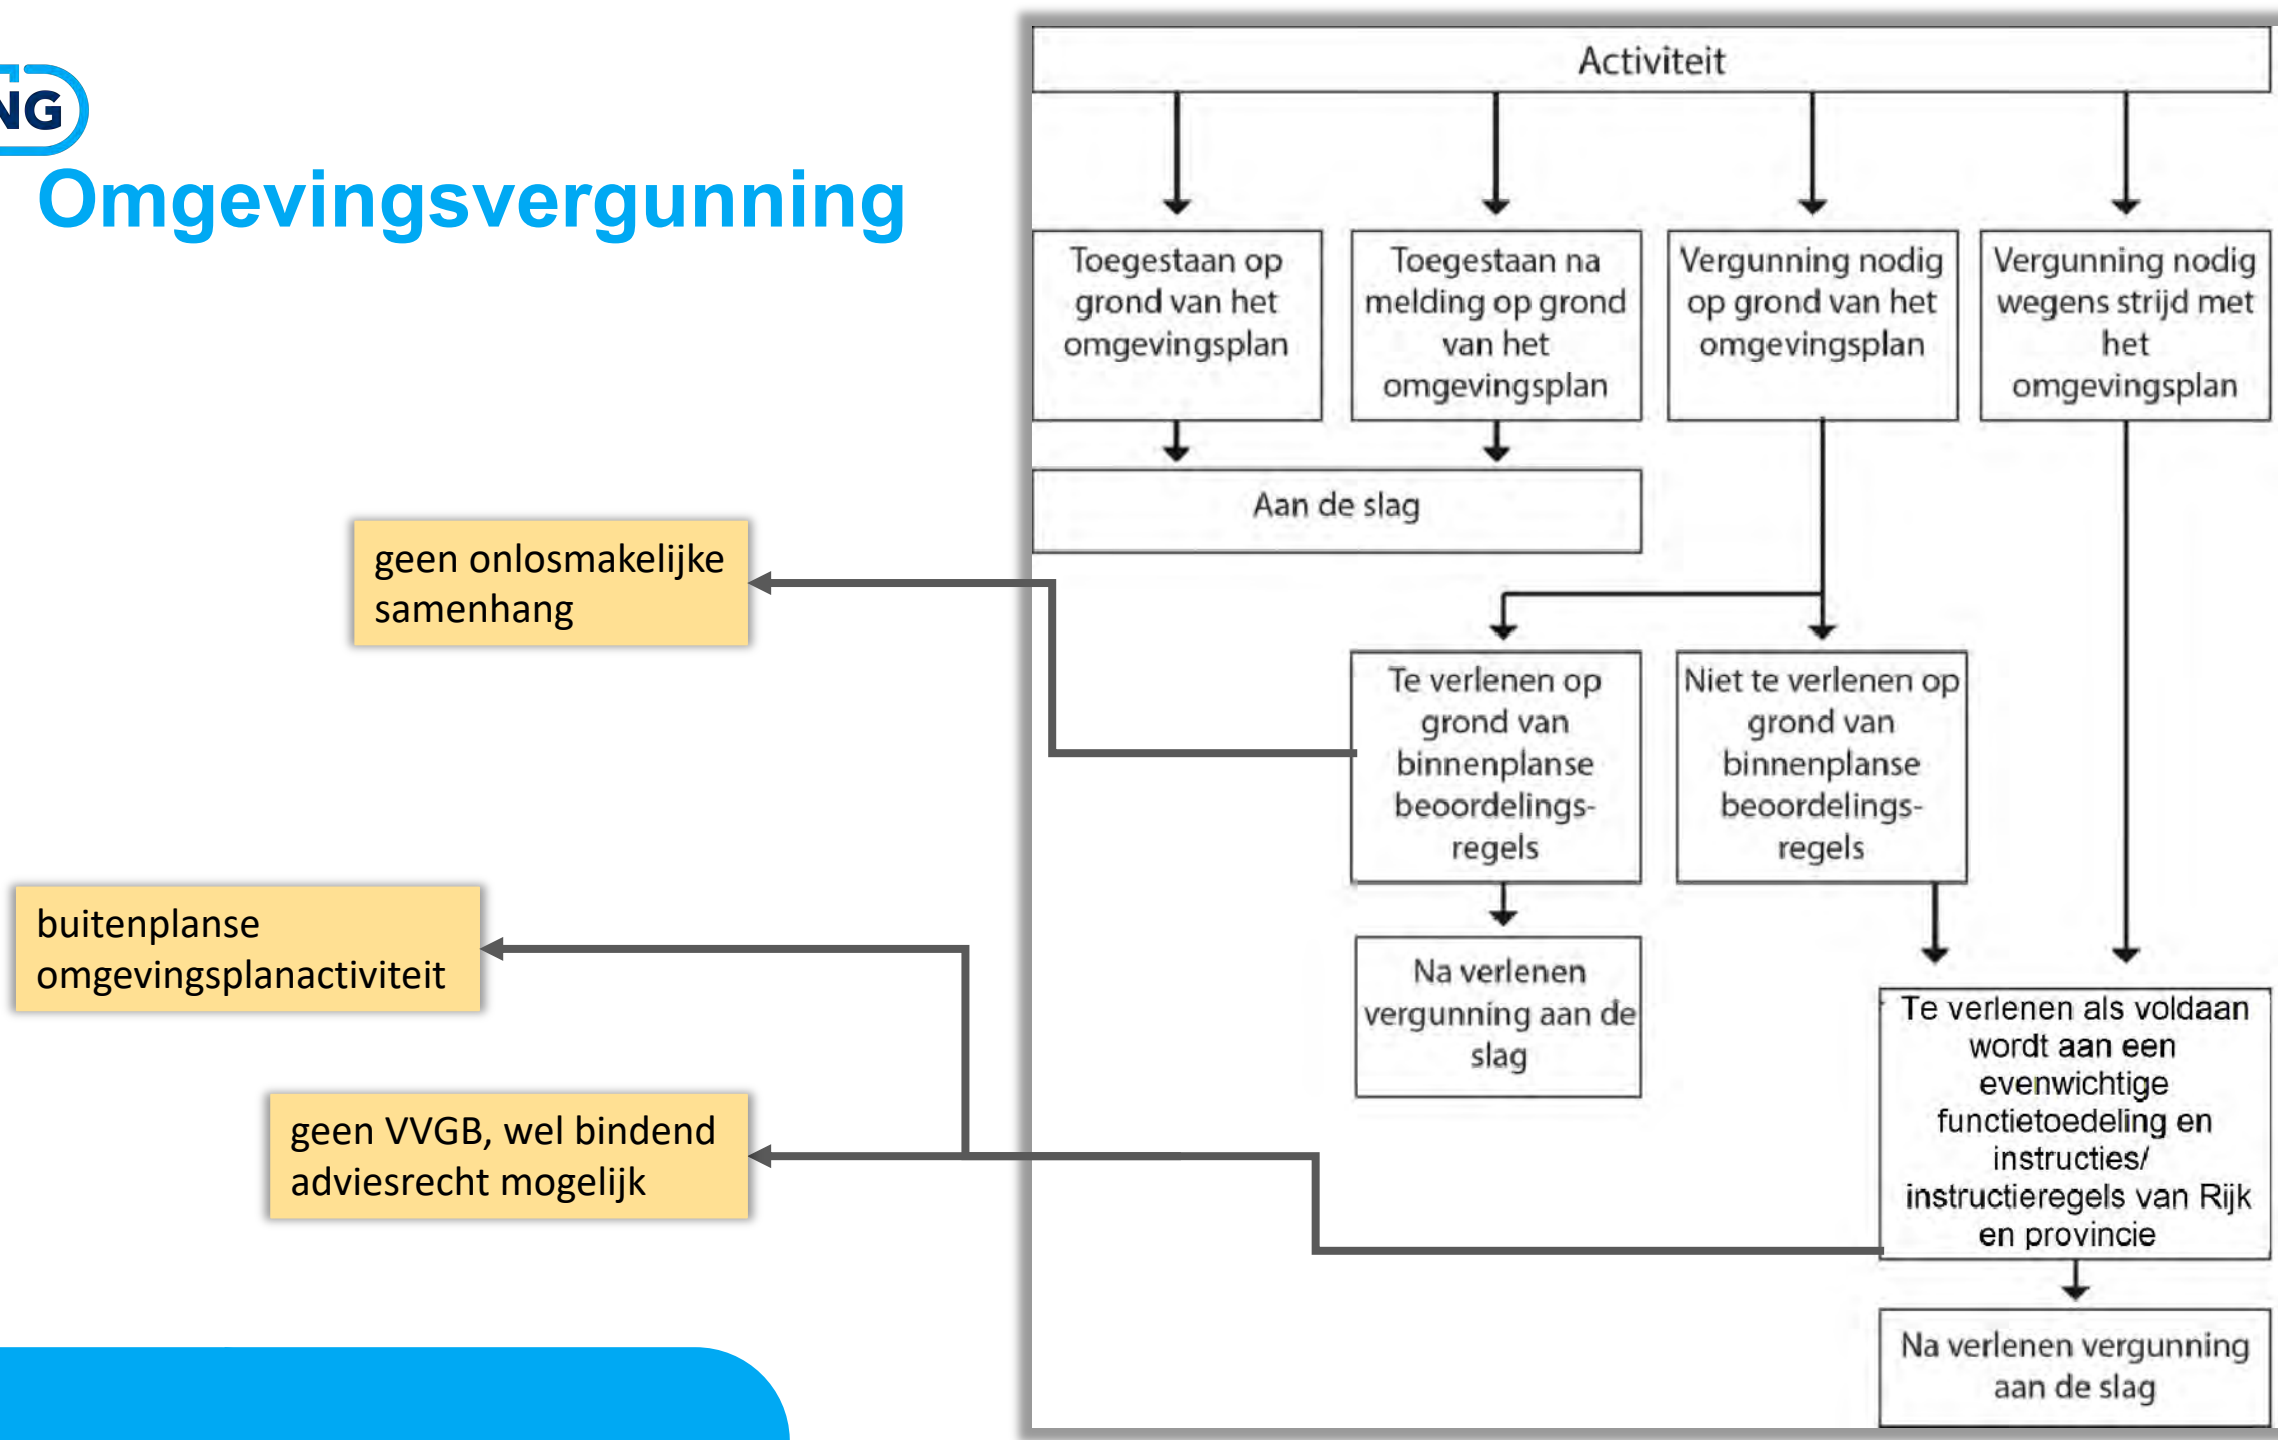 NG
Omgevingsvergunning
Activiteit
Toegestaan op
grond van het
omgevingsplan
Toegestaan na
melding op grond
van het
omgevingsplan
Vergunning nodig
op grond van het
omgevingsplan
Vergunning nodig
wegens strijd met
het
omgevingsplan
Aan de slag
geen onlosmakelijke
samenhang
Te verlenen op
grond van
binnenplanse
beoordelings-
regels
Niet te verlenen op
grond van
binnenplanse
beoordelings-
regels
buitenplanse
omgevingsplanactiviteit
Na verlenen
vergunning aan de
slag
Te verlenen als voldaan
wordt aan een
evenwichtige
functietoedeling en
instructies/
instructieregels van Rijk
en provincie
geen VVGB, wel bindend
adviesrecht mogelijk
Na verlenen vergunning
aan de slag